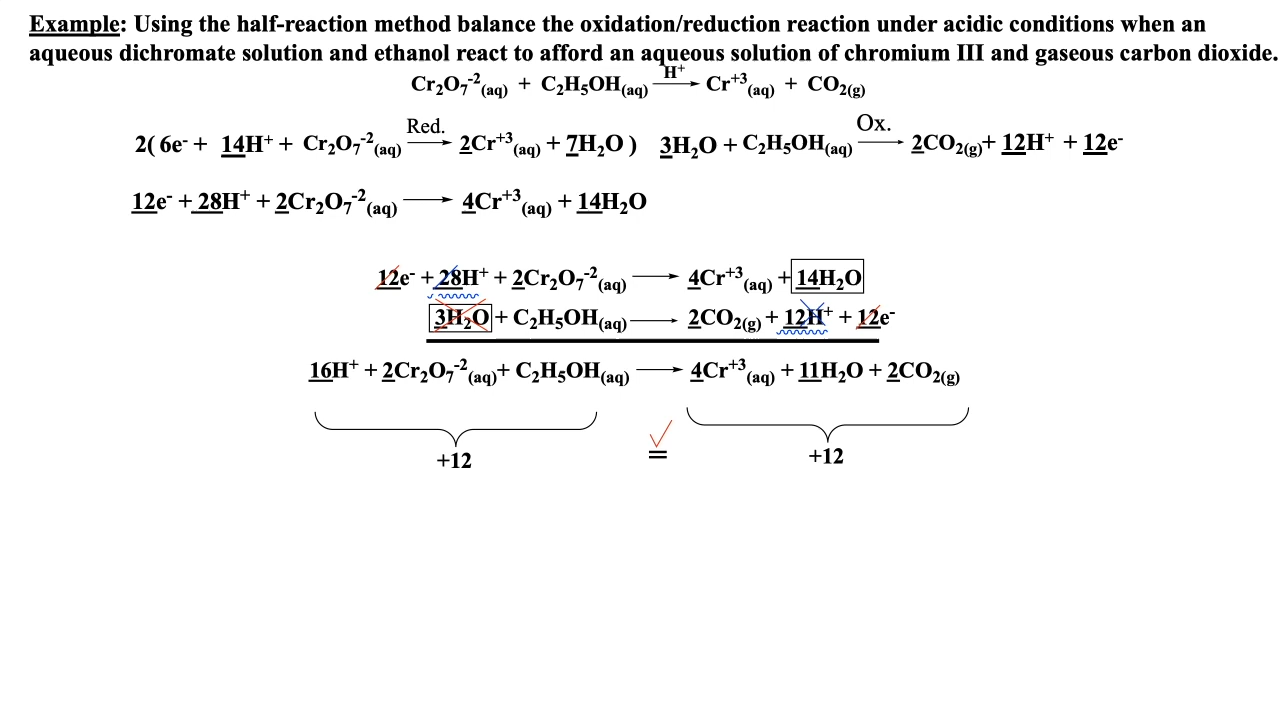 Example: Using the half-reaction method balance the oxidation/reduction reaction under acidic conditions when an
aqueous dichromate solution and ethanol react to afford an aqueous solution of chromium III and gaseous carbon dioxide.
Cr₂O₇⁻²(aq) + C₂H₅OH(aq) H⁺ → Cr⁺³(aq) + CO₂(g)
2( 6e⁻ + 14H⁺ + Cr₂O₇⁻²(aq) Red. → 2Cr⁺³(aq) + 7H₂O ) 3H₂O + C₂H₅OH(aq) Ox. → 2CO₂(g) + 12H⁺ + 12e⁻
12e⁻ + 28H⁺ + 2Cr₂O₇⁻²(aq) → 4Cr⁺³(aq) + 14H₂O
12e⁻ + 28H⁺ + 2Cr₂O₇⁻²(aq) → 4Cr⁺³(aq) + 14H₂O
3H₂O + C₂H₅OH(aq) → 2CO₂(g) + 12H⁺ + 12e⁻
16H⁺ + 2Cr₂O₇⁻²(aq) + C₂H₅OH(aq) → 4Cr⁺³(aq) + 11H₂O + 2CO₂(g)
+12 = +12